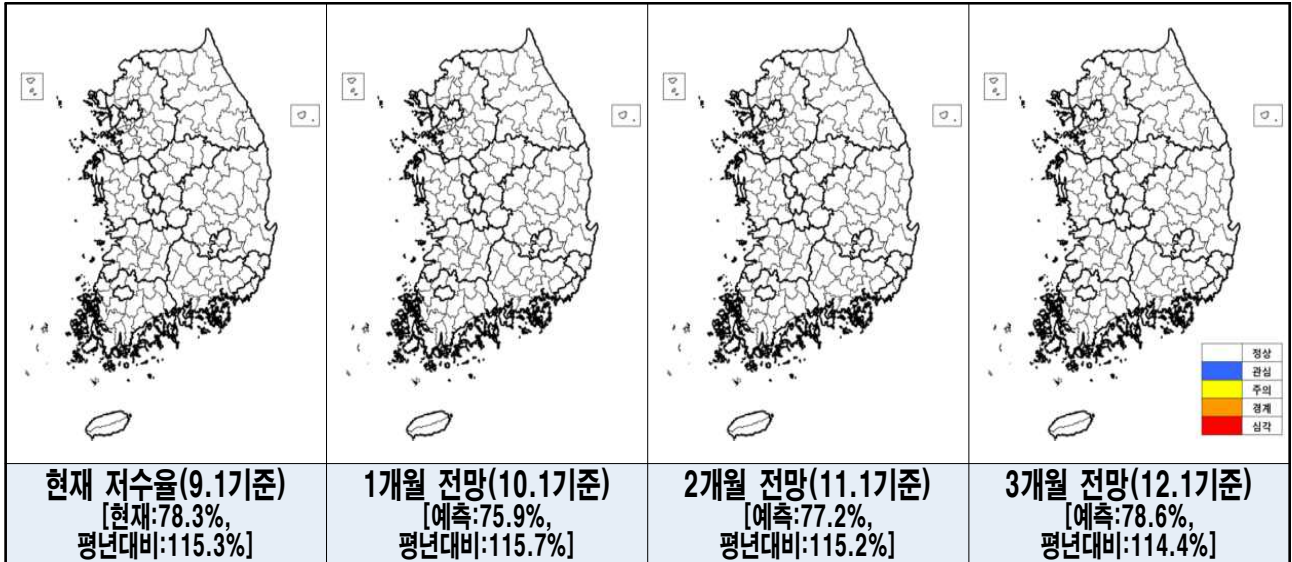 정상
관심
주의
경계
심각
현재 저수율(9.1기준)
[현재:78.3%,
평년대비:115.3%]
1개월 전망(10.1기준)
[예측:75.9%,
평년대비:115.7%]
2개월 전망(11.1기준)
[예측:77.2%,
평년대비:115.2%]
3개월 전망(12.1기준)
[예측:78.6%,
평년대비:114.4%]